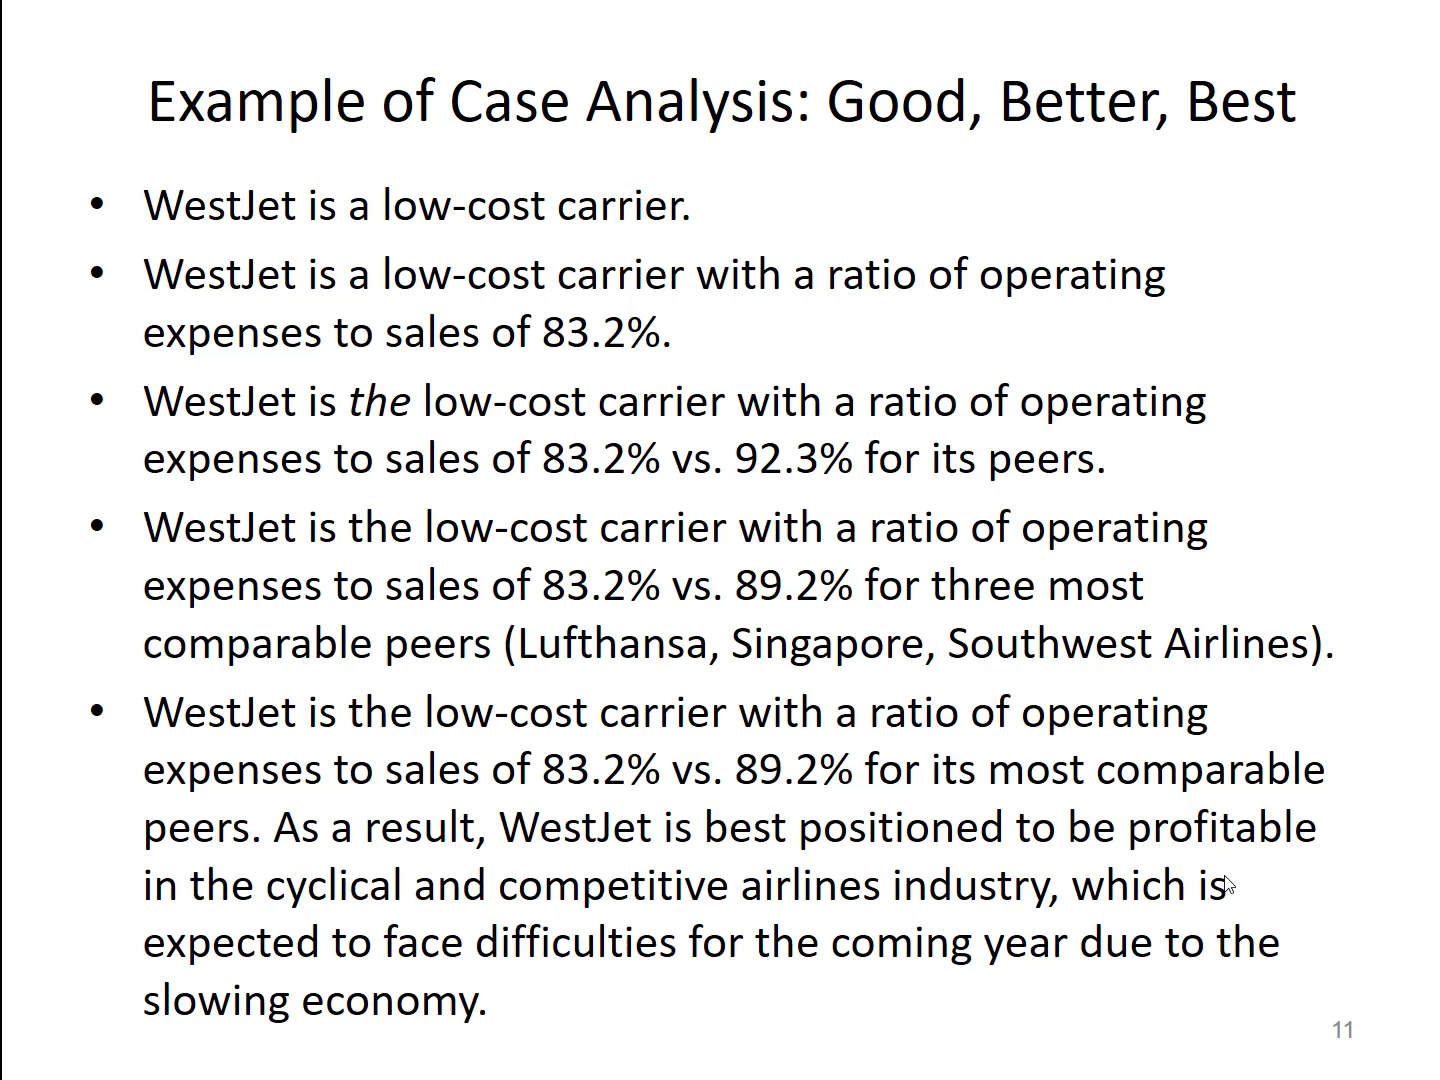 Example of Case Analysis: Good, Better, Best
• WestJet is a low-cost carrier.
• WestJet is a low-cost carrier with a ratio of operating
expenses to sales of 83.2%.
• WestJet is the low-cost carrier with a ratio of operating
expenses to sales of 83.2% vs. 92.3% for its peers.
• WestJet is the low-cost carrier with a ratio of operating
expenses to sales of 83.2% vs. 89.2% for three most
comparable peers (Lufthansa, Singapore, Southwest Airlines).
• WestJet is the low-cost carrier with a ratio of operating
expenses to sales of 83.2% vs. 89.2% for its most comparable
peers. As a result, WestJet is best positioned to be profitable
in the cyclical and competitive airlines industry, which is
expected to face difficulties for the coming year due to the
slowing economy.
11